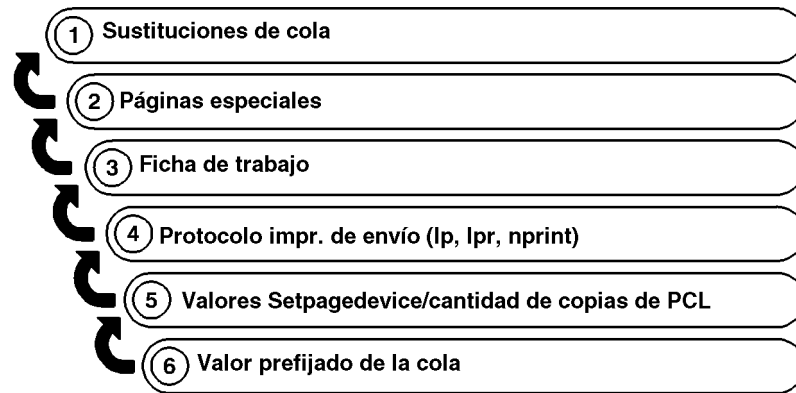 1 Sustituciones de cola
2 Páginas especiales
3 Ficha de trabajo
4 Protocolo impr. de envío (lp, lpr, nprint)
5 Valores Setpagedevice/cantidad de copias de PCL
6 Valor prefijado de la cola